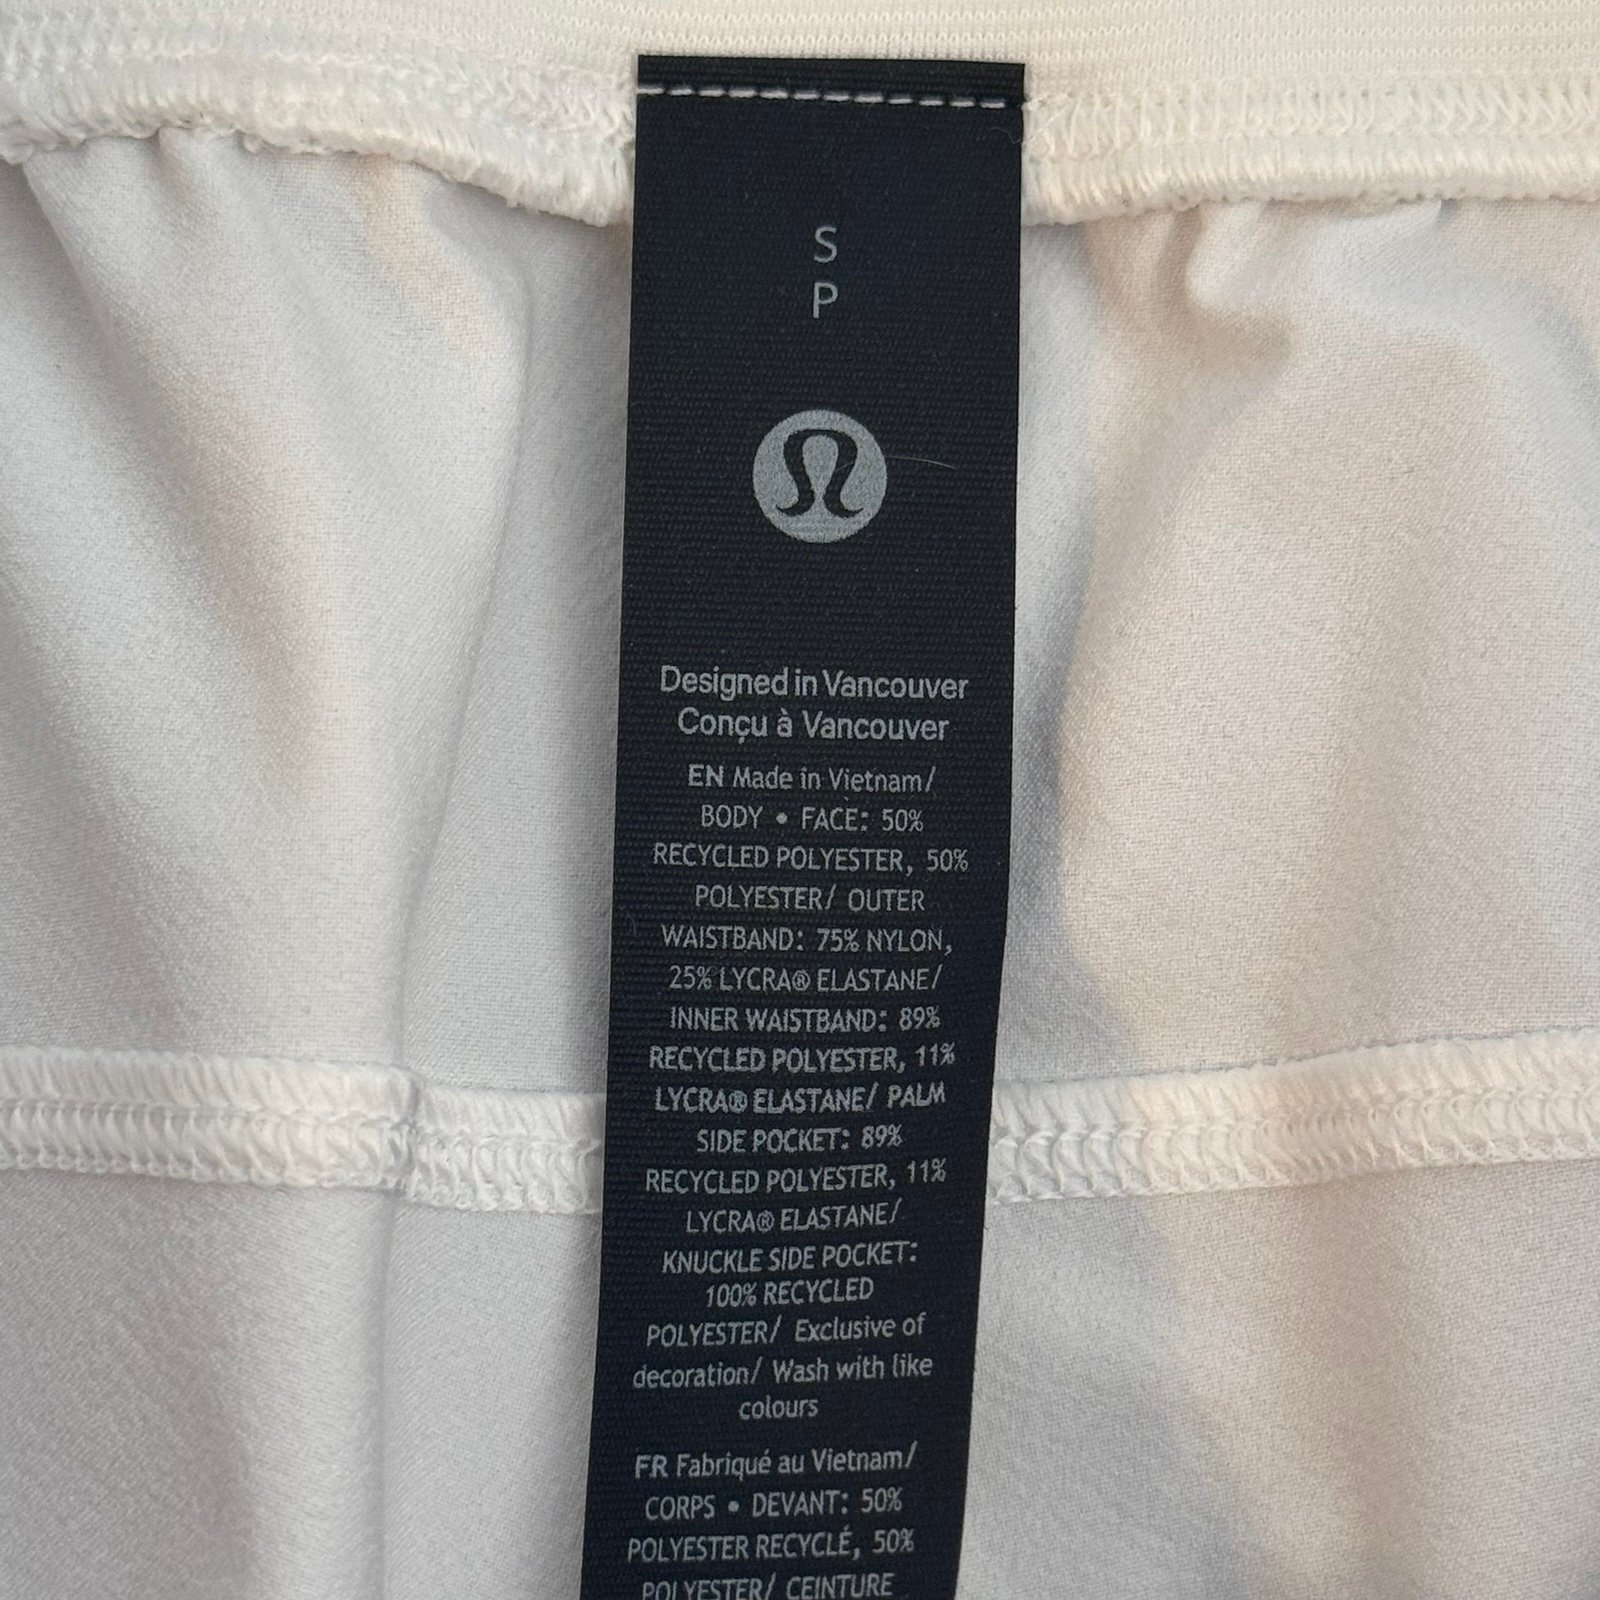 S
P
Designed in Vancouver
Conçu à Vancouver
EN Made in Vietnam/
BODY • FACE: 50%
RECYCLED POLYESTER, 50%
POLYESTER/ OUTER
WAISTBAND: 75% NYLON,
25% LYCRA® ELASTANE/
INNER WAISTBAND: 89%
RECYCLED POLYESTER, 11%
LYCRA® ELASTANE/ PALM
SIDE POCKET: 89%
RECYCLED POLYESTER, 11%
LYCRA® ELASTANE/
KNUCKLE SIDE POCKET:
100% RECYCLED
POLYESTER/ Exclusive of
decoration/ Wash with like
colours
FR Fabriqué au Vietnam/
CORPS • DEVANT: 50%
POLYESTER RECYCLÉ, 50%
POLYESTER/ CEINTURE